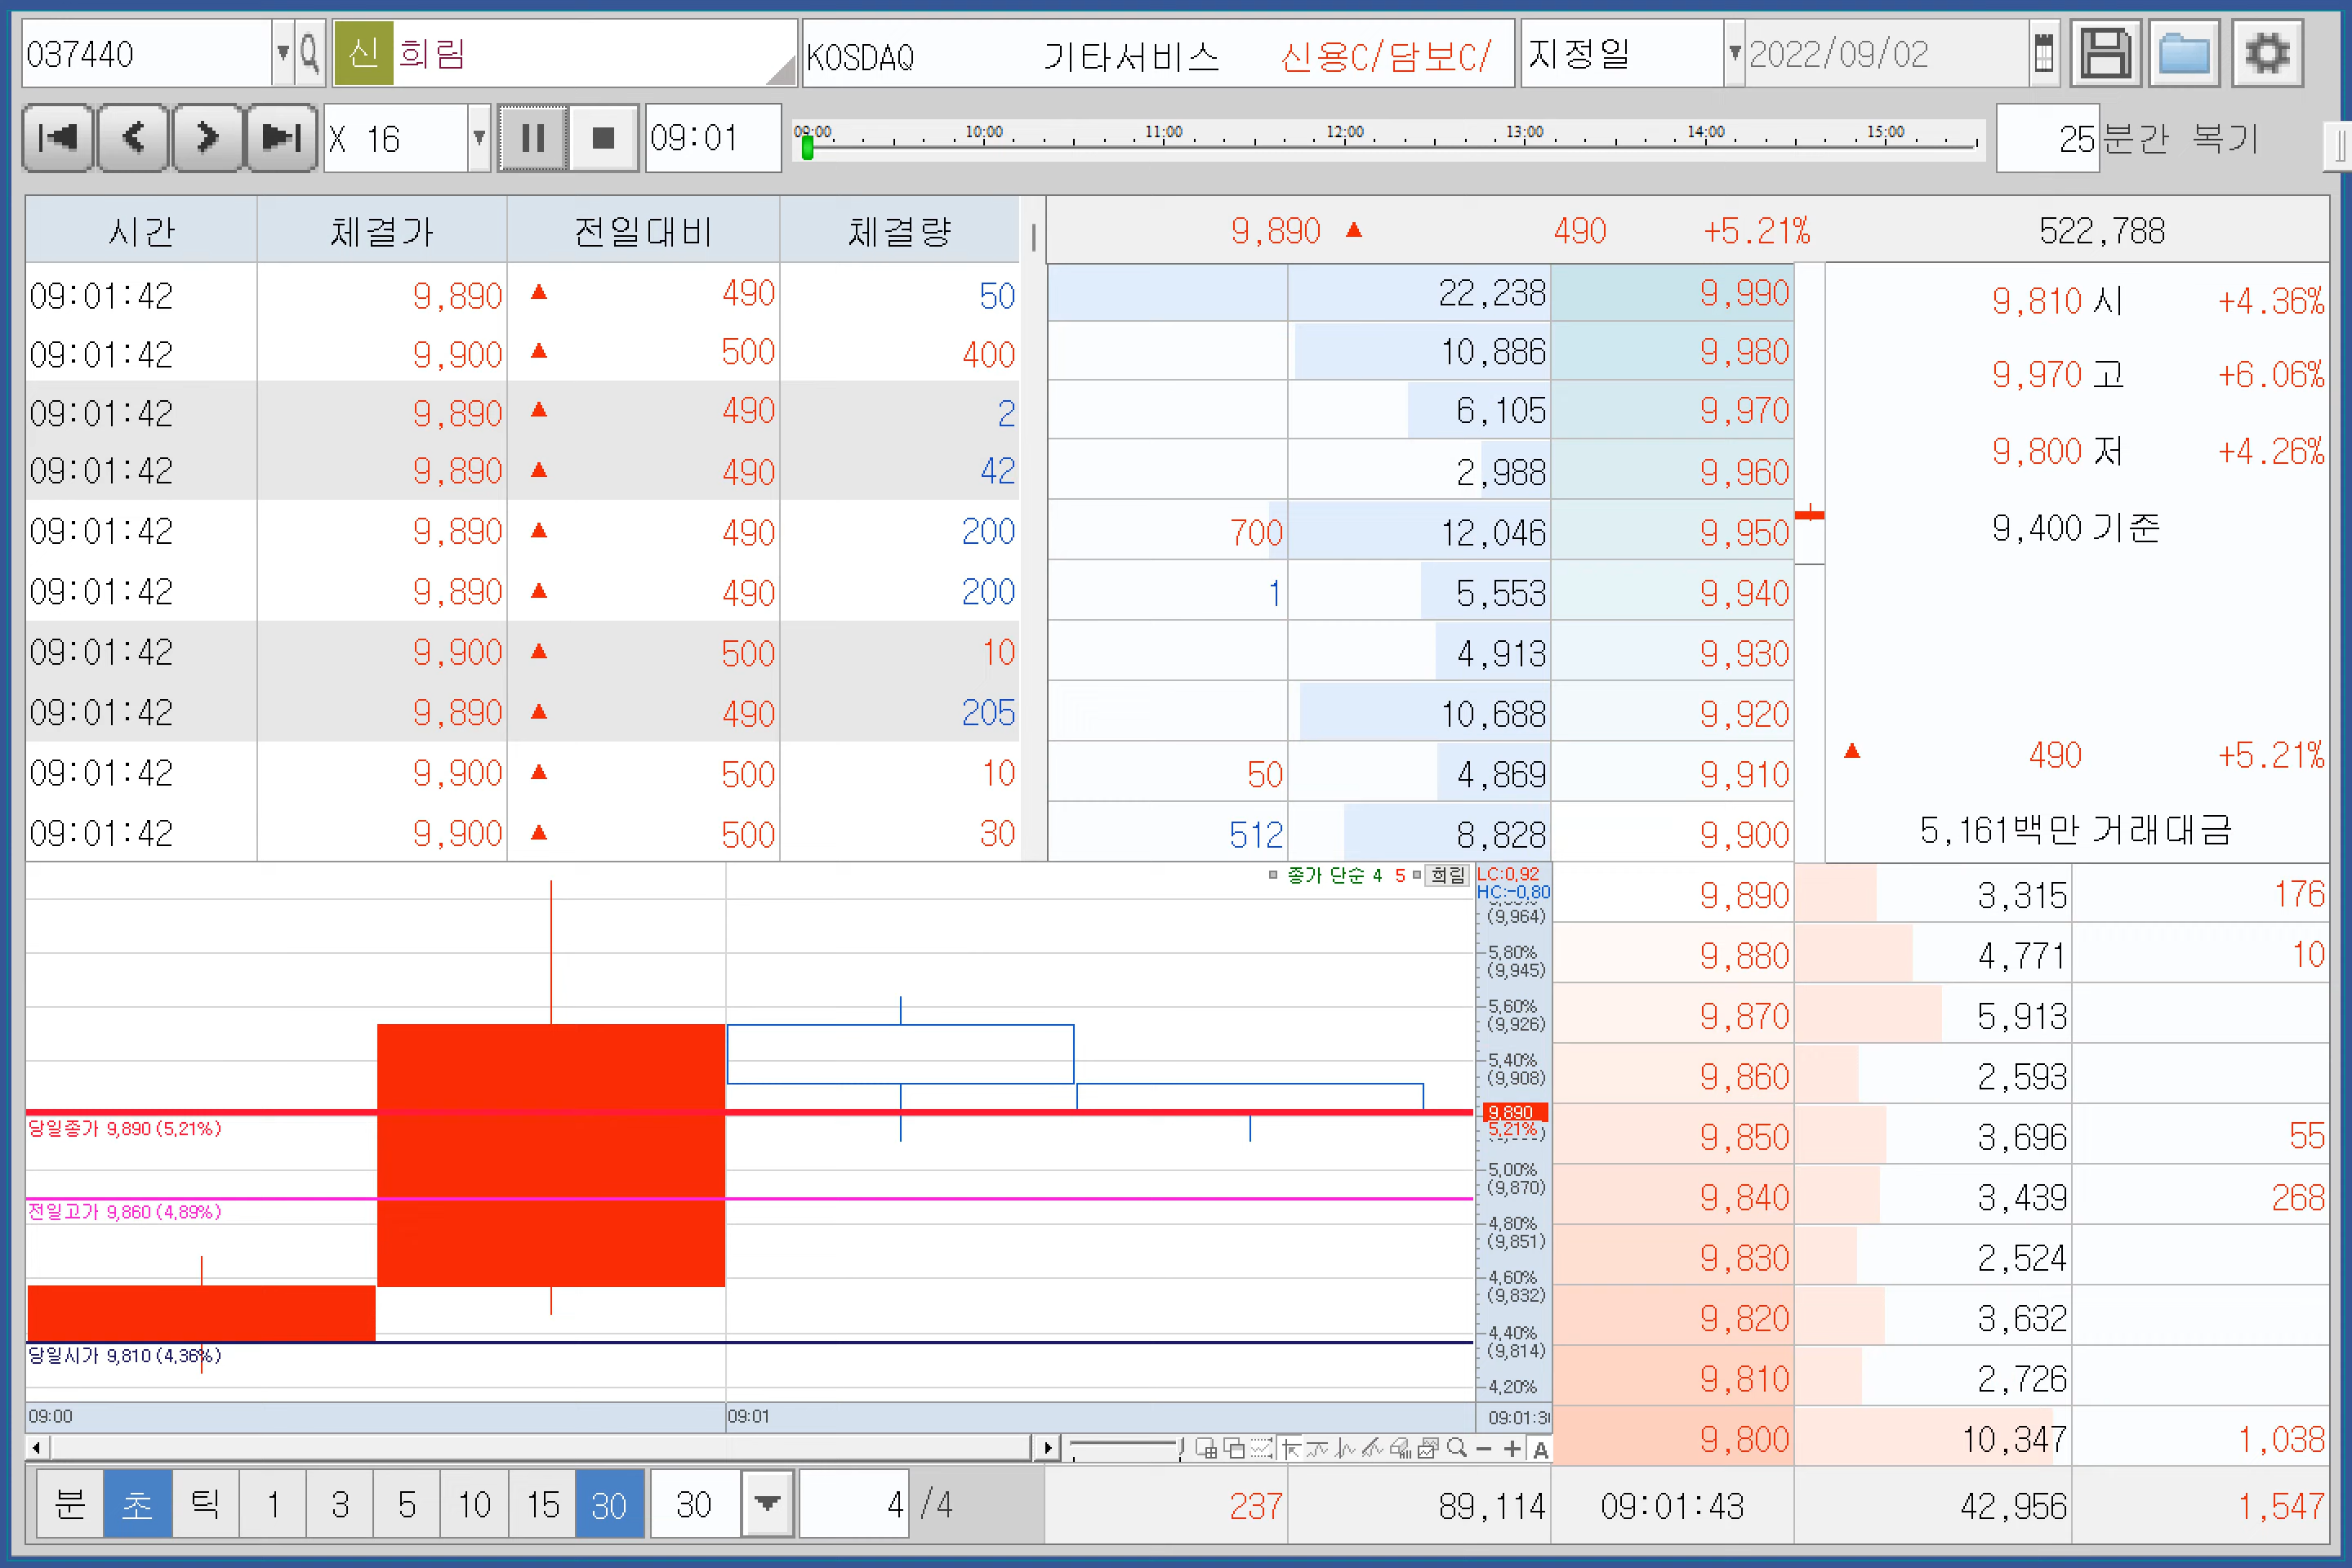 037440 신 희림 KOSDAQ 기타서비스 신용C/담보C/ 지정일 2022/09/02
X 16 09:01 09:00 10:00 11:00 12:00 13:00 14:00 15:00 25 분간 복기
시간 체결가 전일대비 체결량 9,890 ▲ 490 +5.21% 522,788
09:01:42 9,890 ▲ 490 50 22,238 9,990 9,810 시 +4.36%
09:01:42 9,900 ▲ 500 400 10,886 9,980 9,970 고 +6.06%
09:01:42 9,890 ▲ 490 2 6,105 9,970
09:01:42 9,890 ▲ 490 42 2,988 9,960 9,800 저 +4.26%
09:01:42 9,890 ▲ 490 200 700 12,046 9,950 9,400 기준
09:01:42 9,890 ▲ 490 200 1 5,553 9,940
09:01:42 9,900 ▲ 500 10 4,913 9,930
09:01:42 9,890 ▲ 490 205 10,688 9,920
09:01:42 9,900 ▲ 500 10 50 4,869 9,910 ▲ 490 +5.21%
09:01:42 9,900 ▲ 500 30 512 8,828 9,900 5,161백만 거래대금
종가 단순 4 5 희림 LC:0,92
HC:-0,80
(9,964)
5,80%
(9,945)
5,60%
(9,926)
5,40%
(9,908)
9,890
5,21%
5,00%
(9,870)
4,80%
(9,851)
4,60%
(9,832)
4,40%
(9,814)
4,20%
당일종가 9,890 (5,21%)
전일고가 9,860 (4,89%)
당일시가 9,810 (4,36%)
09:00 09:01 09:01:3
9,890 3,315 176
9,880 4,771 10
9,870 5,913
9,860 2,593
9,850 3,696 55
9,840 3,439 268
9,830 2,524
9,820 3,632
9,810 2,726
9,800 10,347 1,038
A
분 초 틱 1 3 5 10 15 30 30 4 /4 237 89,114 09:01:43 42,956 1,547